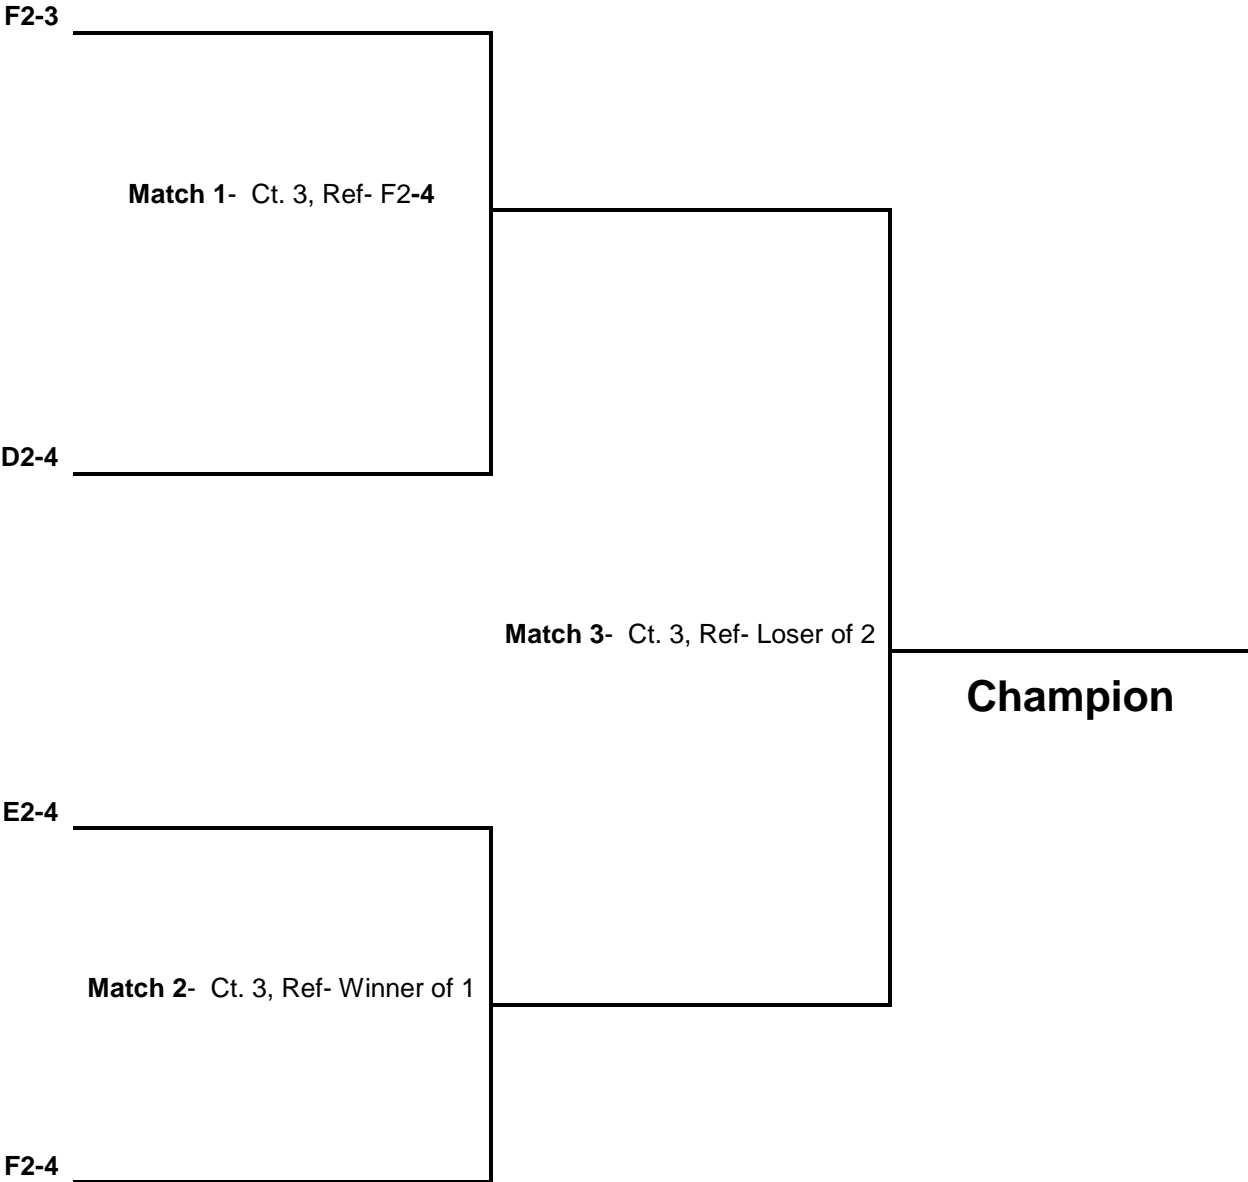 F2-3
Match 1-  Ct. 3, Ref- F2-4
D2-4
Match 3-  Ct. 3, Ref- Loser of 2
Champion
E2-4
Match 2-  Ct. 3, Ref- Winner of 1
F2-4